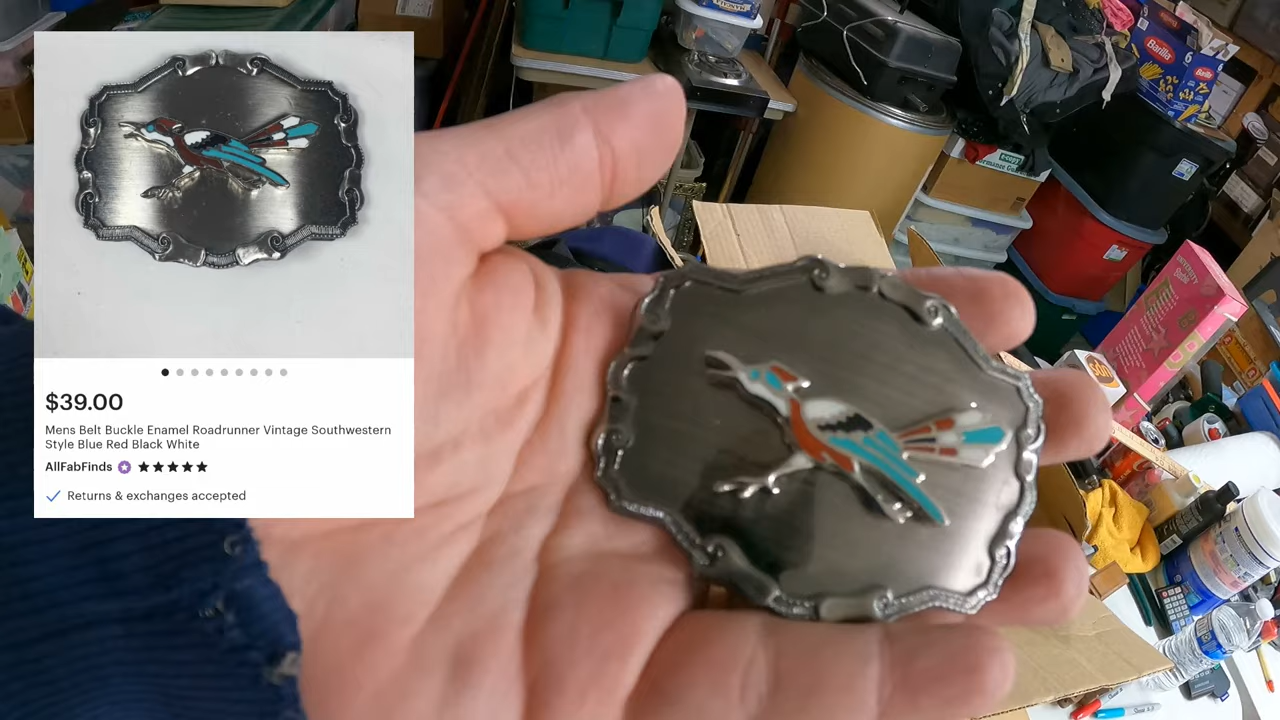 $39.00
Mens Belt Buckle Enamel Roadrunner Vintage Southwestern
Style Blue Red Black White
AllFabFinds
Returns & exchanges accepted
Barilla
Barilla